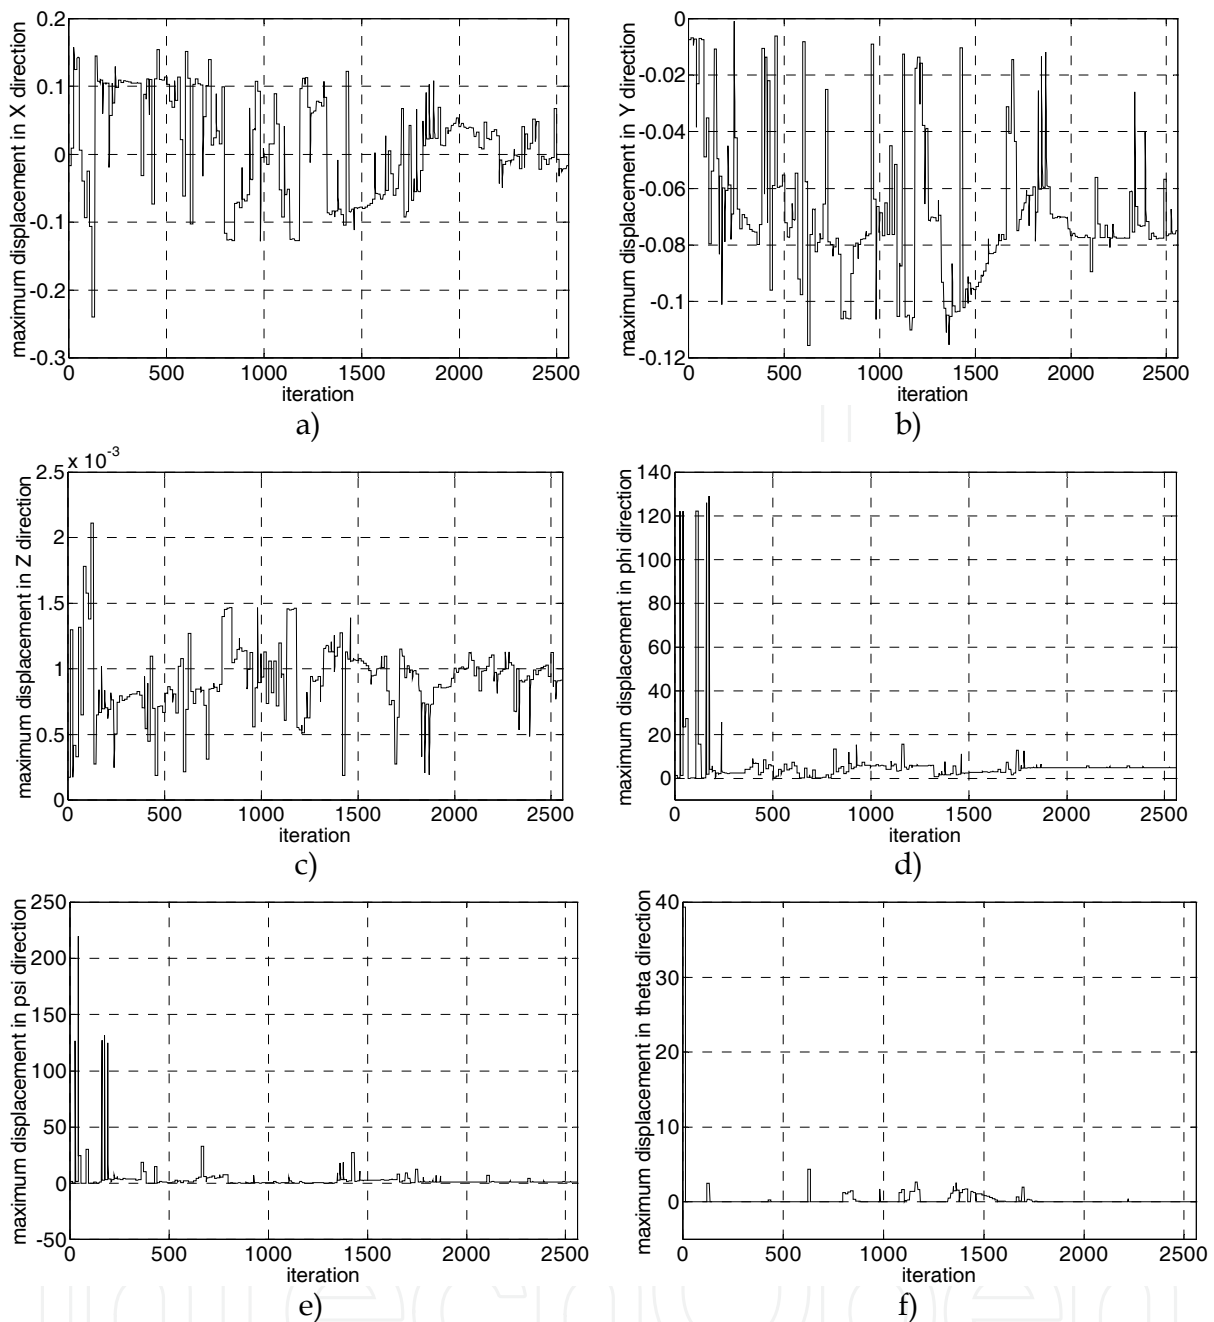 maximum displacement in X direction
0.2
0.1
0
-0.1
-0.2
-0.3
0 500 1000 1500 2000 2500
iteration
a)
maximum displacement in Y direction
0
-0.02
-0.04
-0.06
-0.08
-0.1
-0.12
0 500 1000 1500 2000 2500
iteration
b)
maximum displacement in Z direction
x 10^-3
2.5
2
1.5
1
0.5
0
0 500 1000 1500 2000 2500
iteration
c)
maximum displacement in phi direction
140
120
100
80
60
40
20
0
0 500 1000 1500 2000 2500
iteration
d)
maximum displacement in psi direction
250
200
150
100
50
0
-50
0 500 1000 1500 2000 2500
iteration
e)
maximum displacement in theta direction
40
30
20
10
0
0 500 1000 1500 2000 2500
iteration
f)